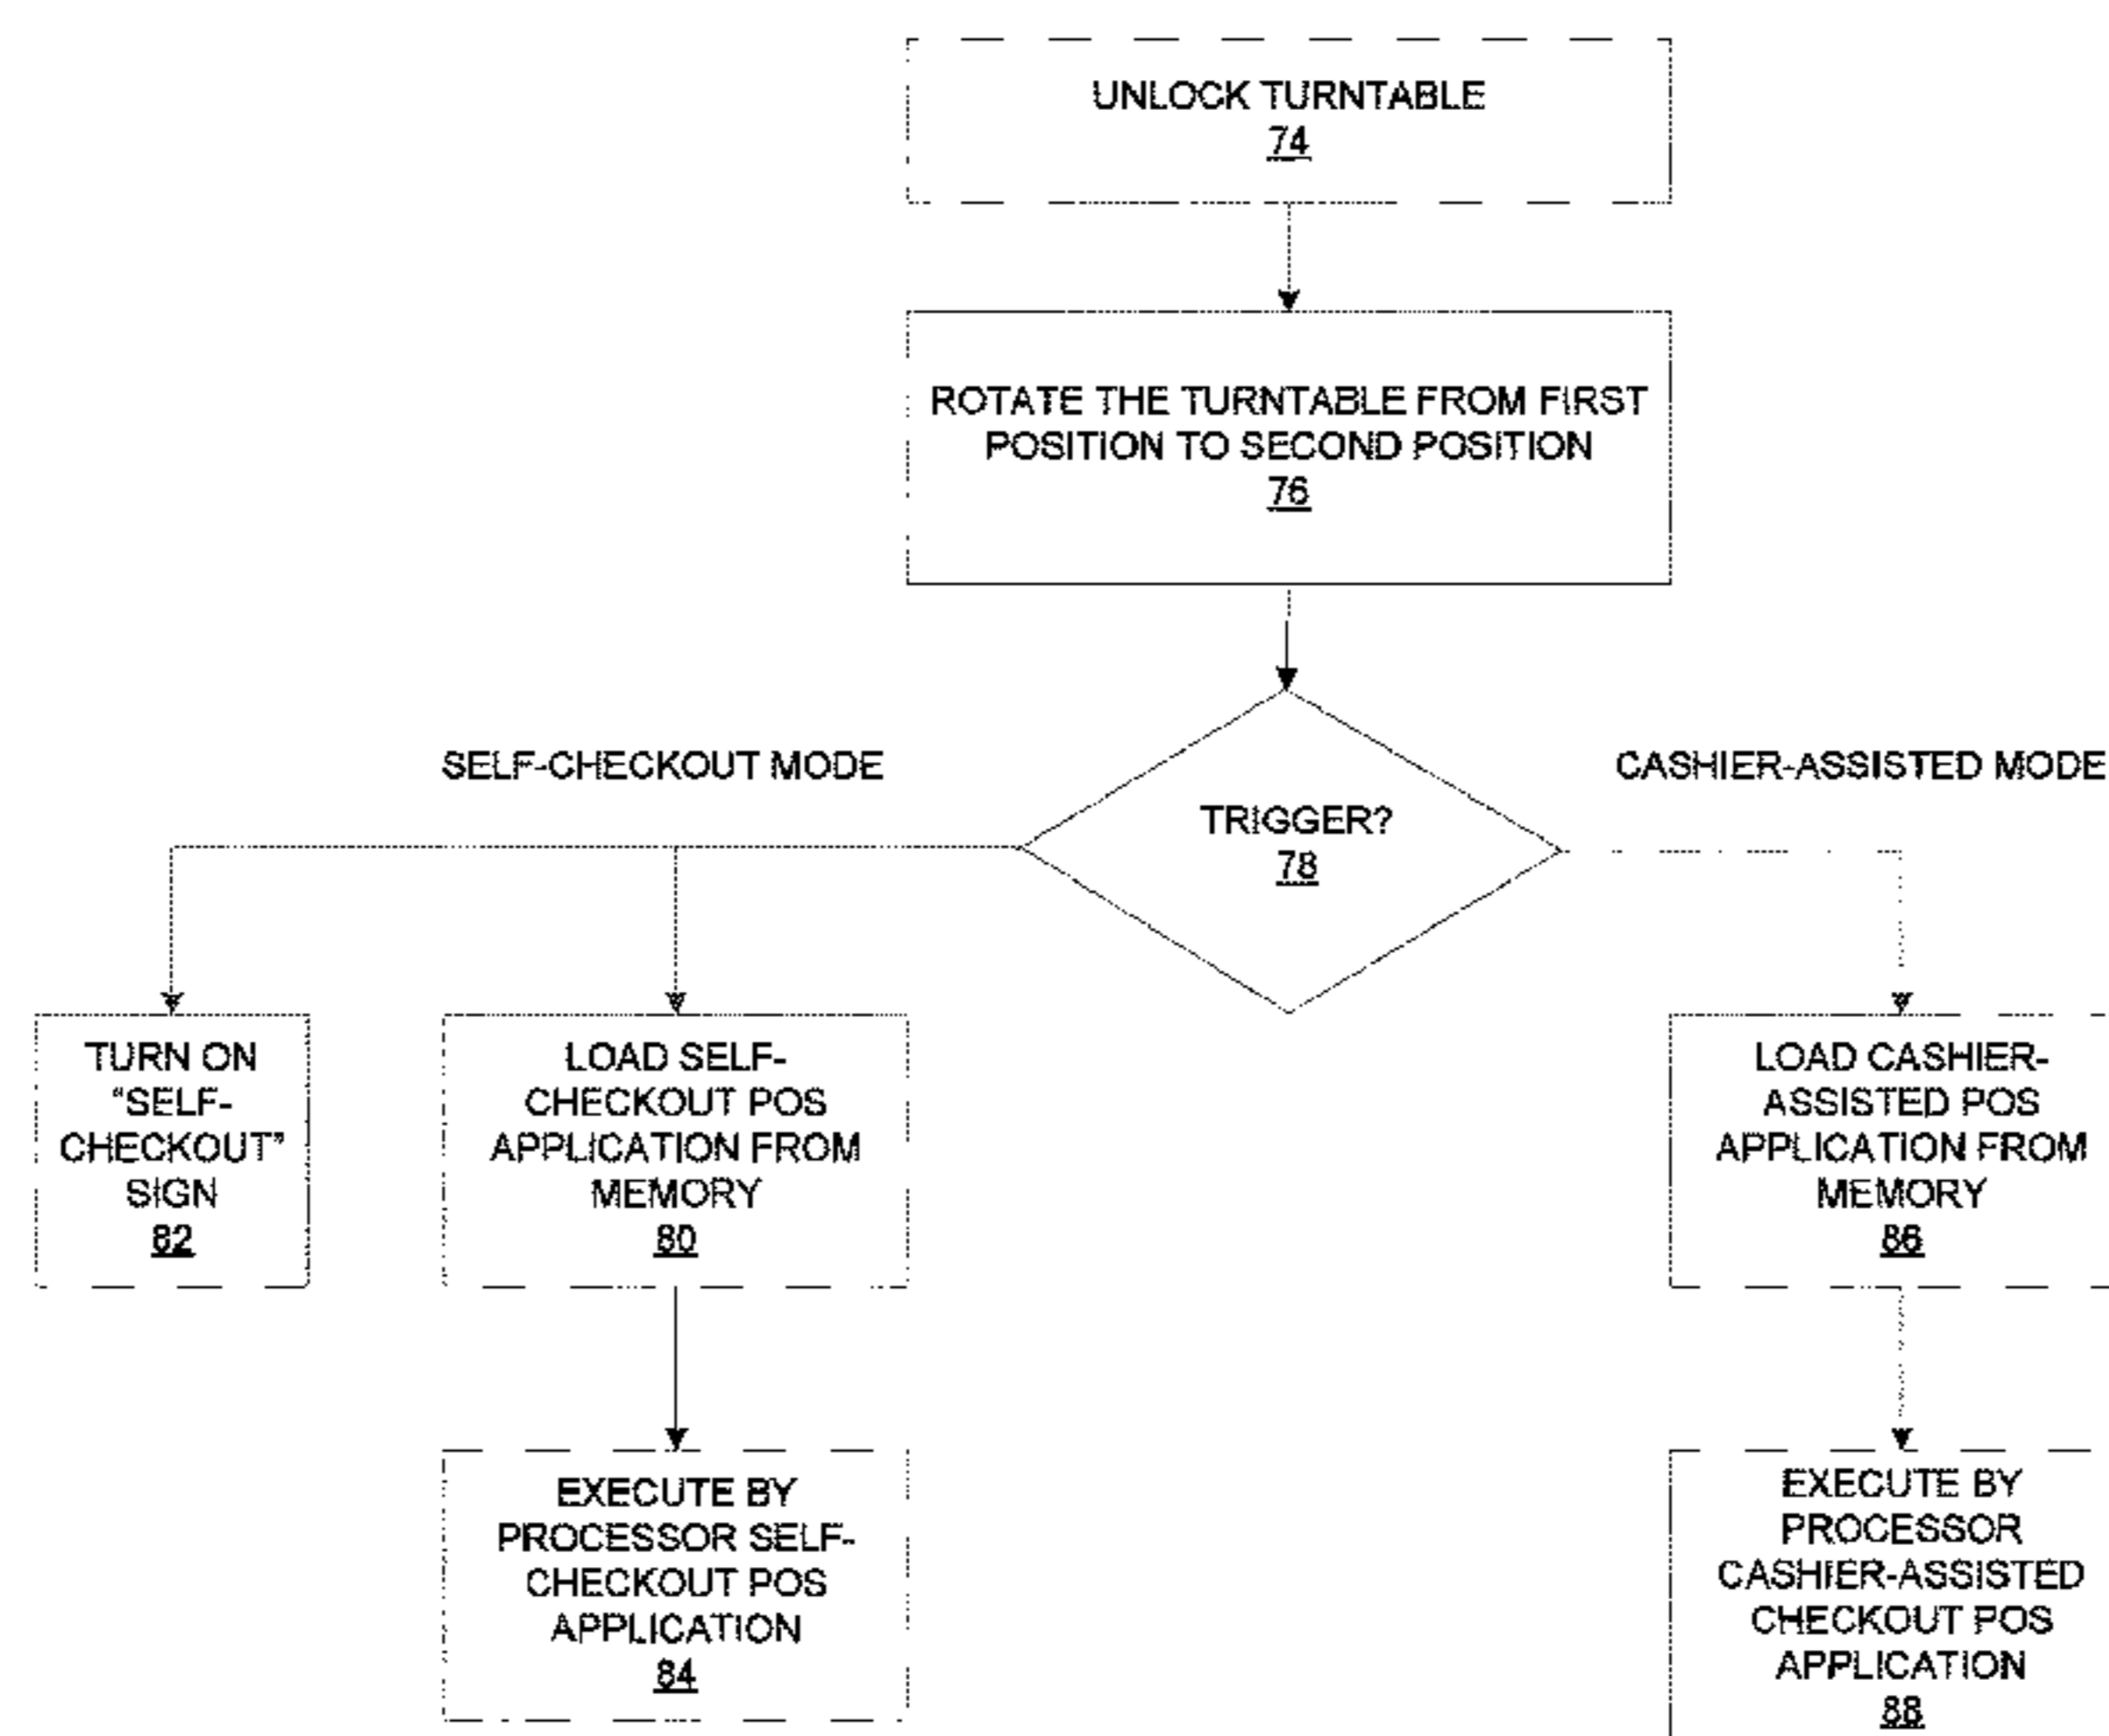 UNLOCK TURNTABLE
74
ROTATE THE TURNTABLE FROM FIRST
POSITION TO SECOND POSITION
76
SELF-CHECKOUT MODE
CASHIER-ASSISTED MODE
TRIGGER?
78
TURN ON
"SELF-
CHECKOUT"
SIGN
82
LOAD SELF-
CHECKOUT POS
APPLICATION FROM
MEMORY
80
LOAD CASHIER-
ASSISTED POS
APPLICATION FROM
MEMORY
86
EXECUTE BY
PROCESSOR SELF-
CHECKOUT POS
APPLICATION
84
EXECUTE BY
PROCESSOR
CASHIER-ASSISTED
CHECKOUT POS
APPLICATION
88